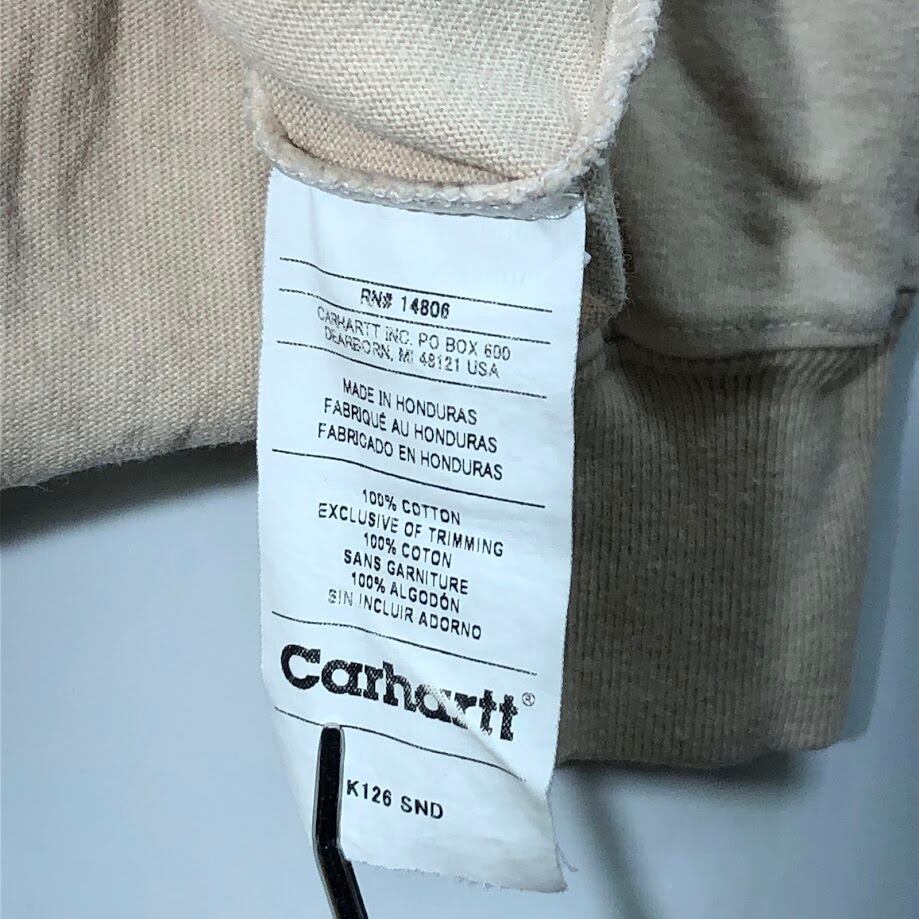 RN# 14806
CARHARTT INC. PO BOX 600
DEARBORN, MI 48121 USA
MADE IN HONDURAS
FABRIQUÉ AU HONDURAS
FABRICADO EN HONDURAS
100% COTTON
EXCLUSIVE OF TRIMMING
100% COTON
SANS GARNITURE
100% ALGODÓN
SIN INCLUIR ADORNO
carhartt®
K126 SND